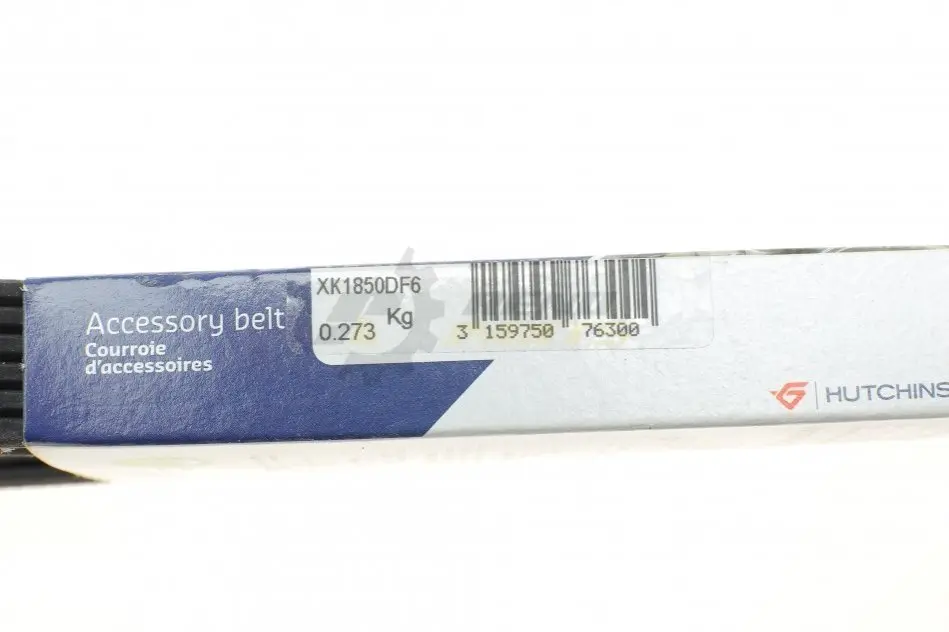 XK1850DF6
0.273 Kg
3 159750 76300
Accessory belt
Courroie
d'accessoires
HUTCHINS